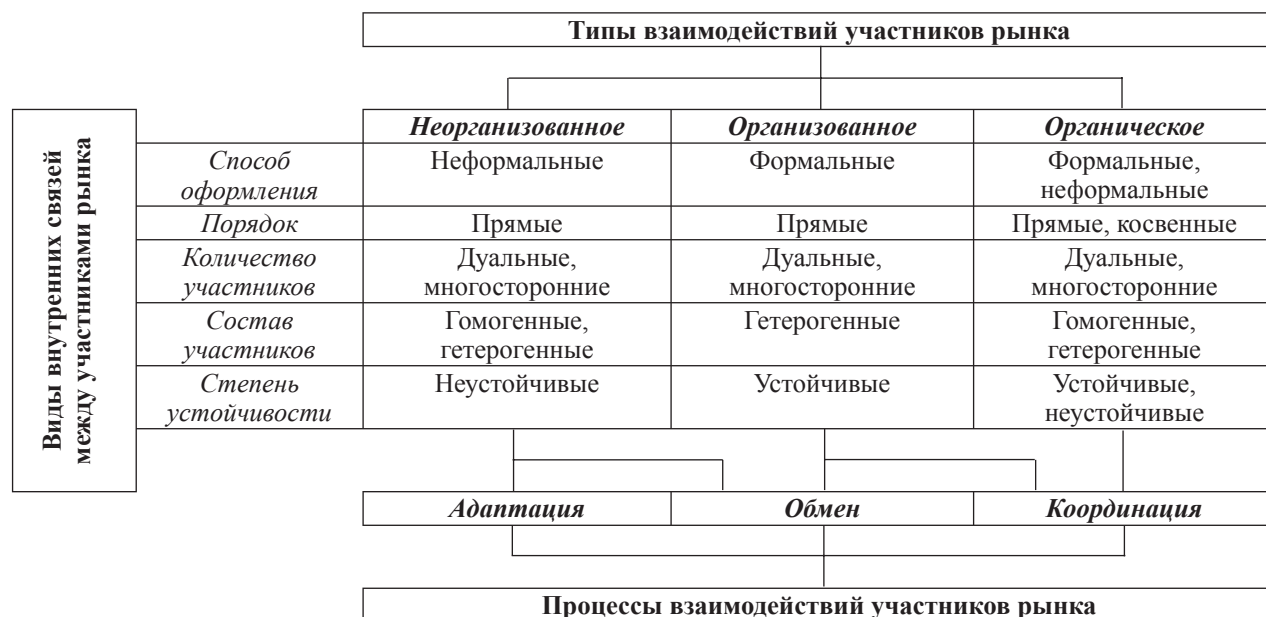 Типы взаимодействий участников рынка
Виды внутренних связей
между участниками рынка
Неорганизованное Организованное Органическое
Способ
оформления
Неформальные Формальные Формальные,
неформальные
Порядок Прямые Прямые Прямые, косвенные
Количество
участников
Дуальные,
многосторонние
Дуальные,
многосторонние
Дуальные,
многосторонние
Состав
участников
Гомогенные,
гетерогенные
Гетерогенные
Гомогенные,
гетерогенные
Степень
устойчивости
Неустойчивые Устойчивые Устойчивые,
неустойчивые
Адаптация Обмен Координация
Процессы взаимодействий участников рынка